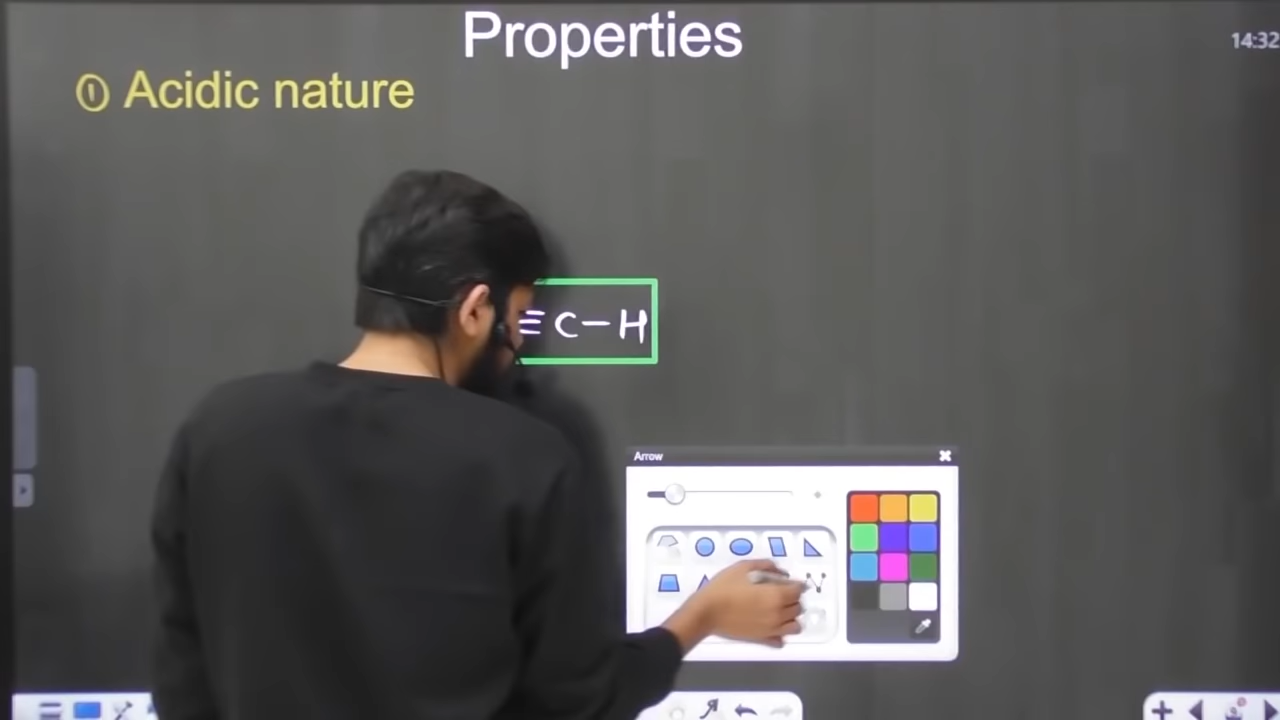 Properties
14:32
① Acidic nature
≡ C－H
Arrow